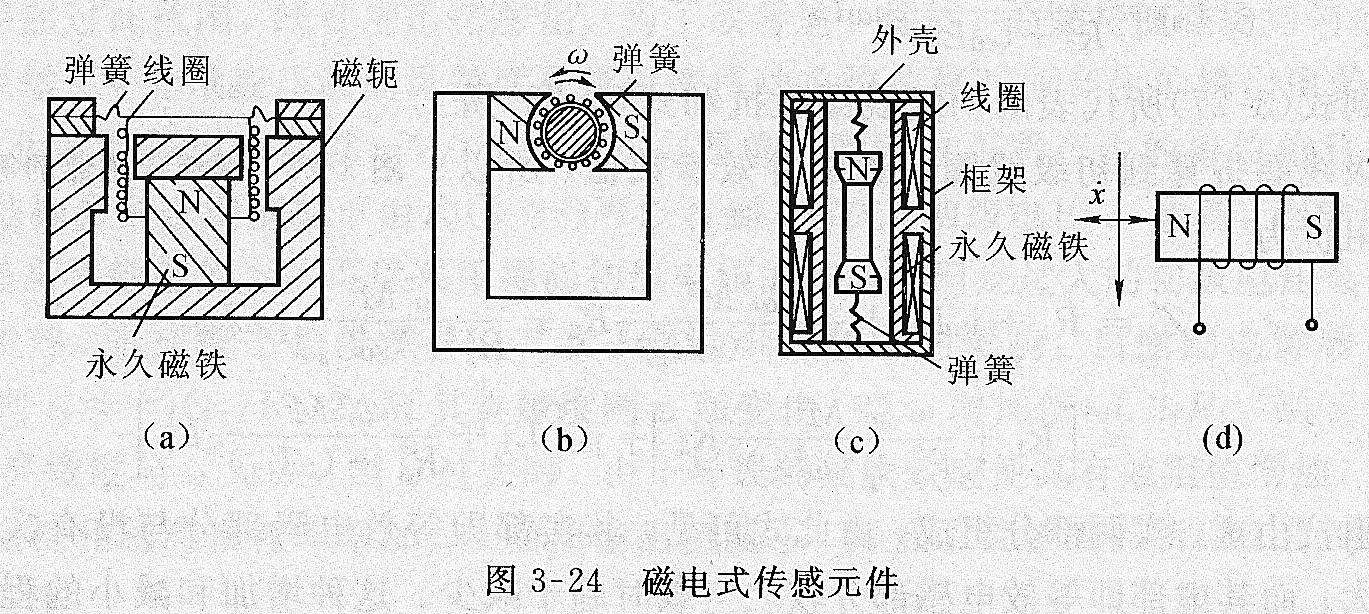 弹簧 线圈 磁轭
N
S
永久磁铁
(a)
ω 弹簧
N S
(b)
外壳
线圈
N
框架
永久磁铁
S
弹簧
(c)
ẋ
N S
(d)
图 3-24 磁电式传感元件